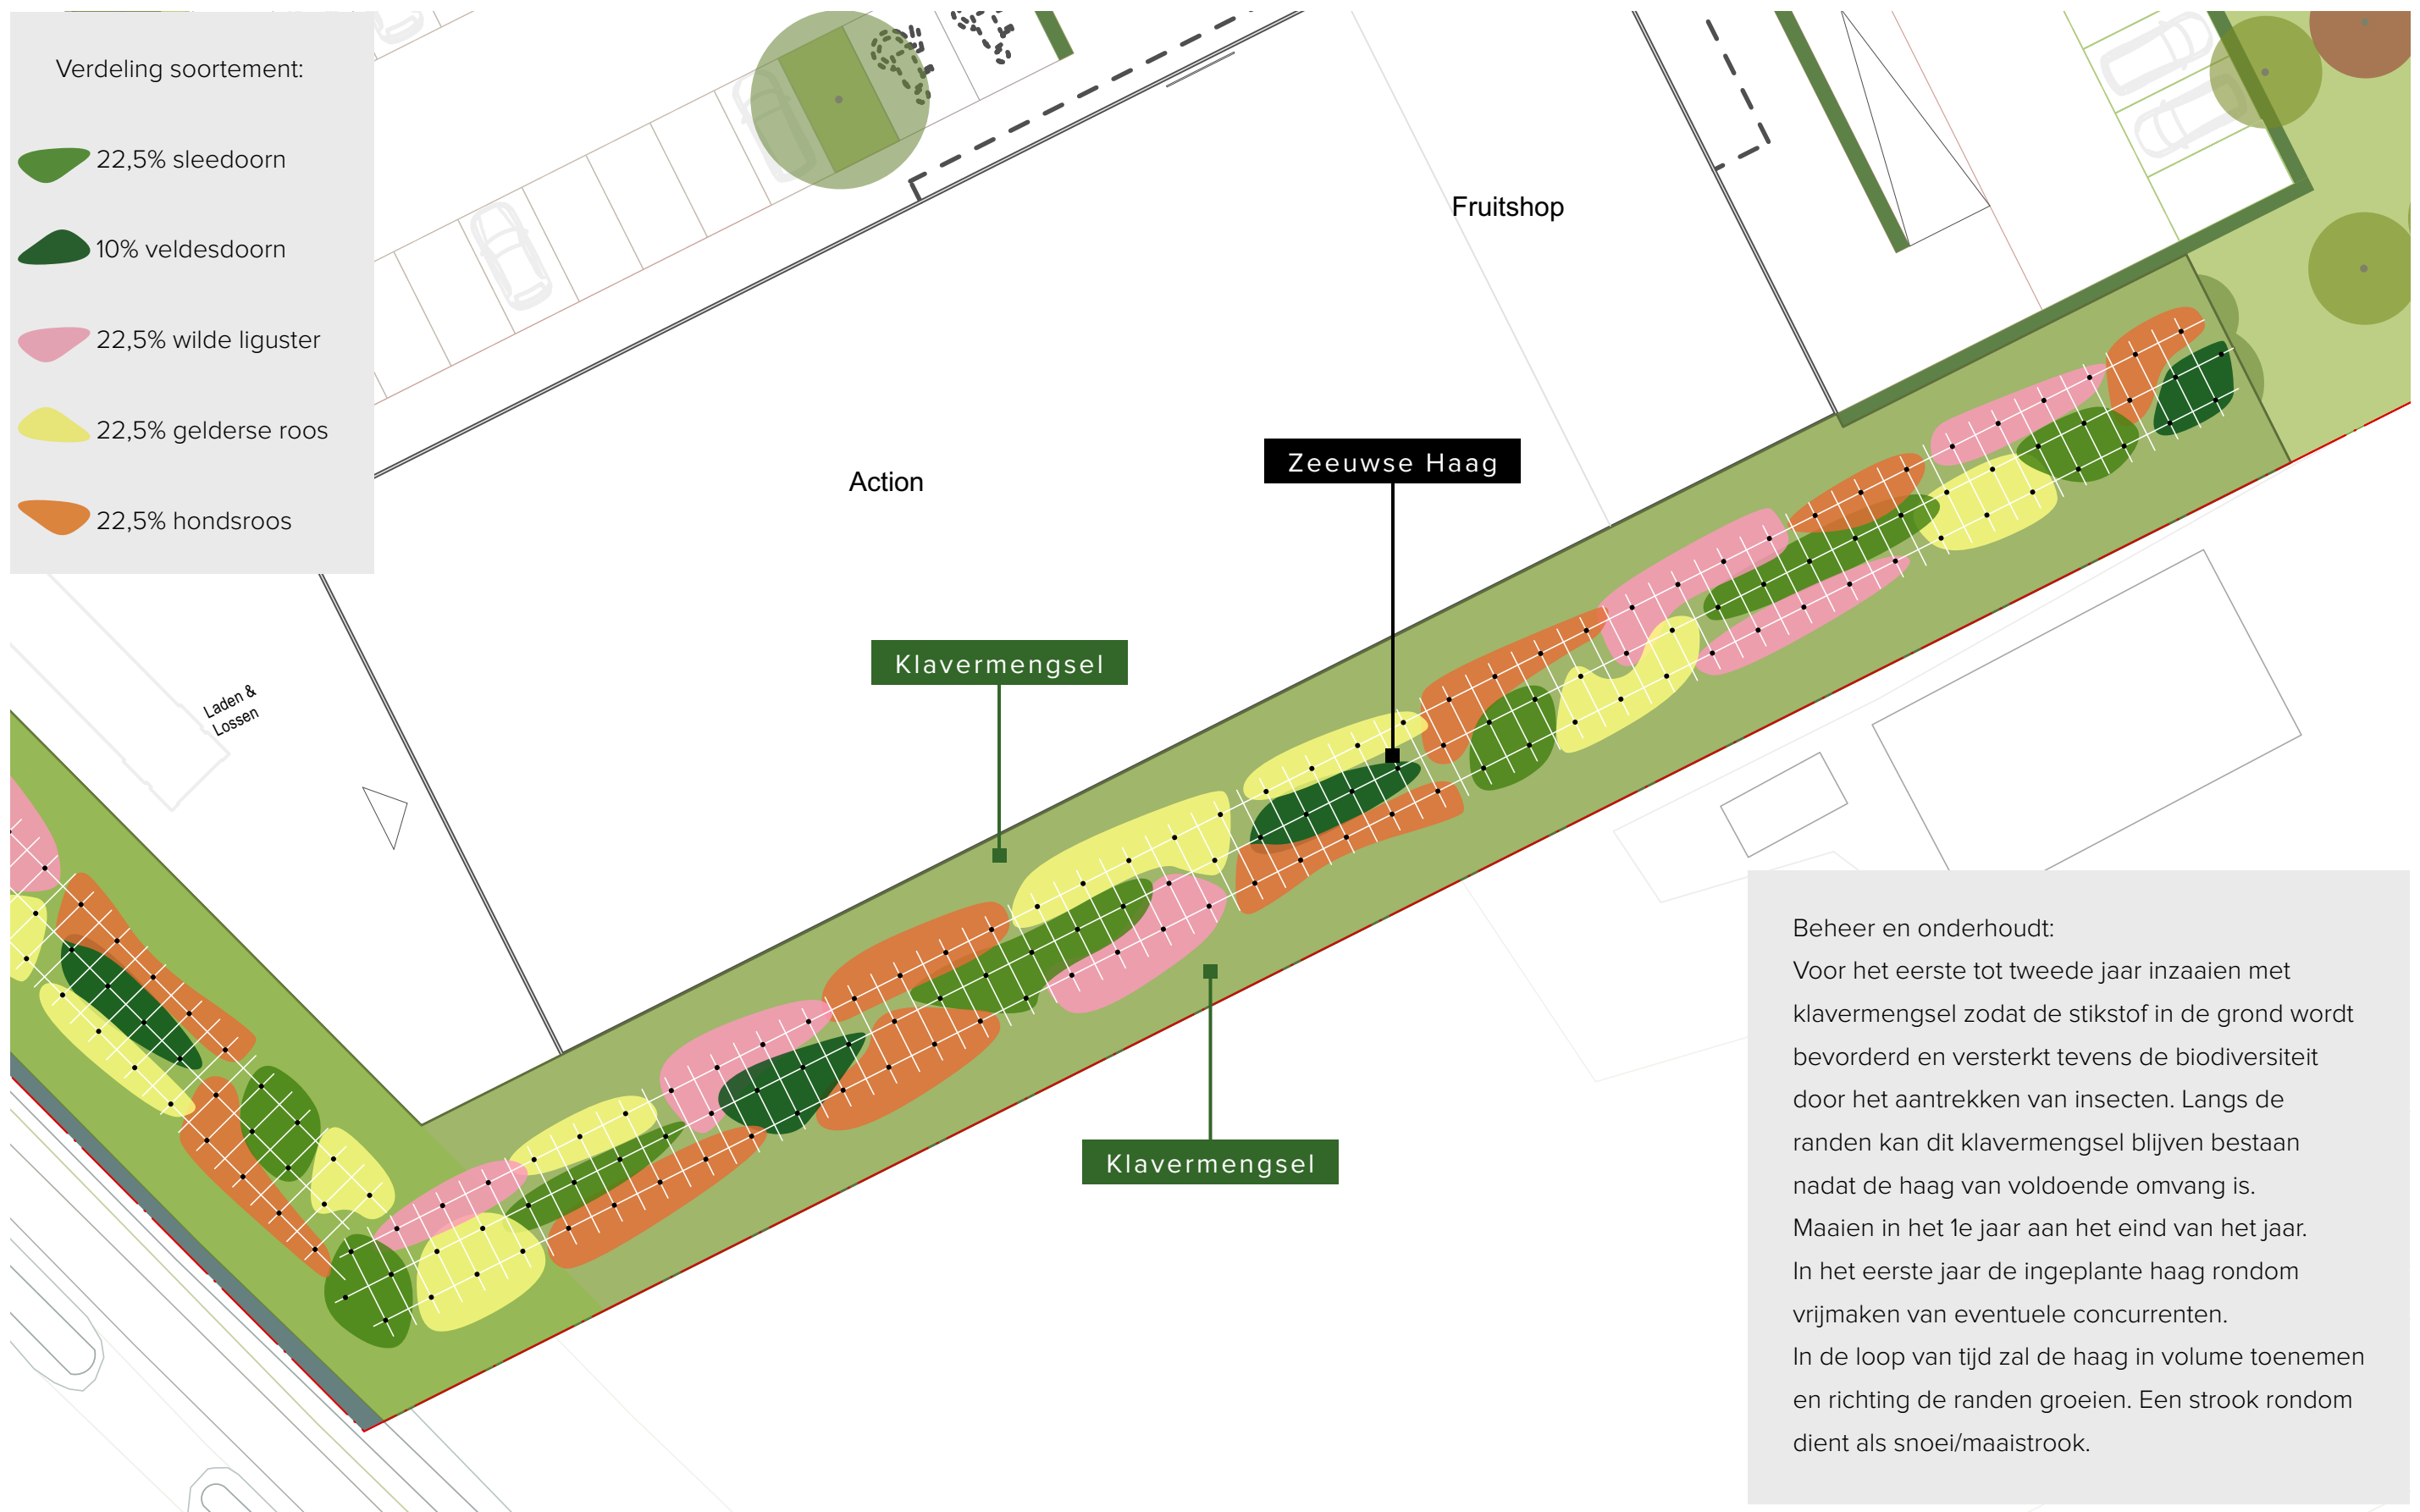 Verdeling soortement:
22,5% sleedoorn
10% veldesdoorn
22,5% wilde liguster
22,5% gelderse roos
22,5% hondsroos
Fruitshop
Action
Zeeuwse Haag
Klavermengsel
Laden &
Lossen
Klavermengsel
Beheer en onderhoudt:
Voor het eerste tot tweede jaar inzaaien met
klavermengsel zodat de stikstof in de grond wordt
bevorderd en versterkt tevens de biodiversiteit
door het aantrekken van insecten. Langs de
randen kan dit klavermengsel blijven bestaan
nadat de haag van voldoende omvang is.
Maaien in het 1e jaar aan het eind van het jaar.
In het eerste jaar de ingeplante haag rondom
vrijmaken van eventuele concurrenten.
In de loop van tijd zal de haag in volume toenemen
en richting de randen groeien. Een strook rondom
dient als snoei/maaistrook.